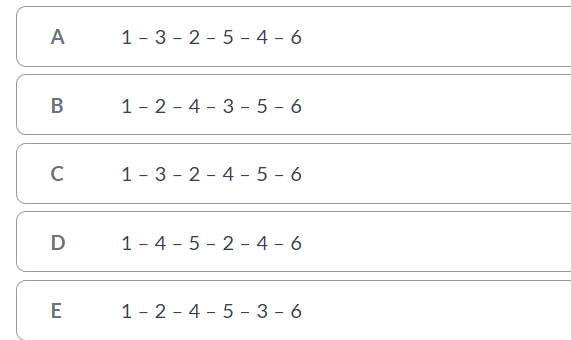 A 1 – 3 – 2 – 5 – 4 – 6
B 1 – 2 – 4 – 3 – 5 – 6
C 1 – 3 – 2 – 4 – 5 – 6
D 1 – 4 – 5 – 2 – 4 – 6
E 1 – 2 – 4 – 5 – 3 – 6